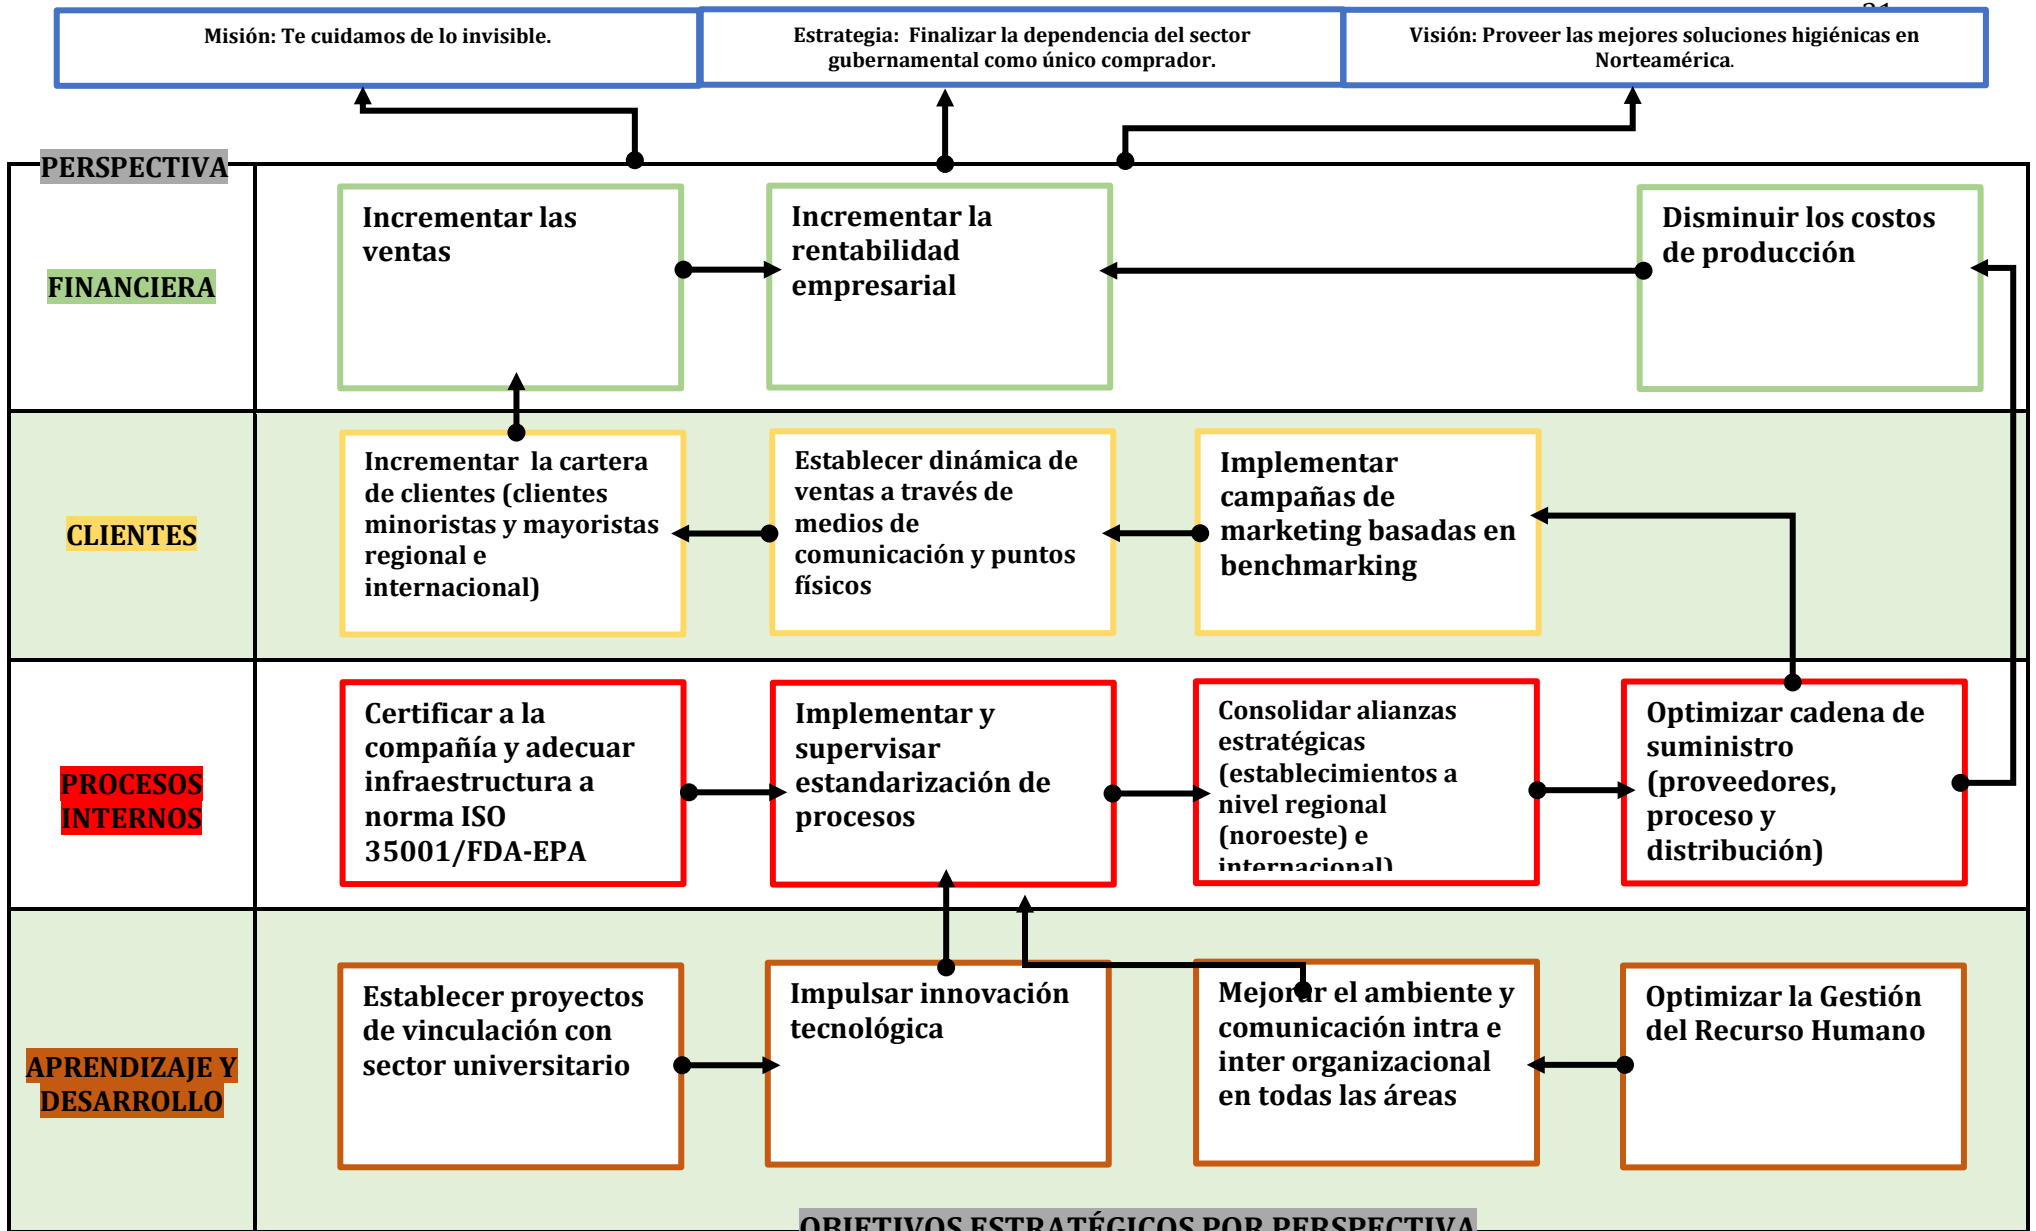 Misión: Te cuidamos de lo invisible.
Estrategia: Finalizar la dependencia del sector
gubernamental como único comprador.
Visión: Proveer las mejores soluciones higiénicas en
Norteamérica.
PERSPECTIVA
FINANCIERA
Incrementar las
ventas
Incrementar la
rentabilidad
empresarial
Disminuir los costos
de producción
CLIENTES
Incrementar la cartera
de clientes (clientes
minoristas y mayoristas
regional e
internacional)
Establecer dinámica de
ventas a través de
medios de
comunicación y puntos
físicos
Implementar
campañas de
marketing basadas en
benchmarking
PROCESOS
INTERNOS
Certificar a la
compañía y adecuar
infraestructura a
norma ISO
35001/FDA-EPA
Implementar y
supervisar
estandarización de
procesos
Consolidar alianzas
estratégicas
(establecimientos a
nivel regional
(noroeste) e
internacional)
Optimizar cadena de
suministro
(proveedores,
proceso y
distribución)
APRENDIZAJE Y
DESARROLLO
Establecer proyectos
de vinculación con
sector universitario
Impulsar innovación
tecnológica
Mejorar el ambiente y
comunicación intra e
inter organizacional
en todas las áreas
Optimizar la Gestión
del Recurso Humano
OBJETIVOS ESTRATÉGICOS POR PERSPECTIVA